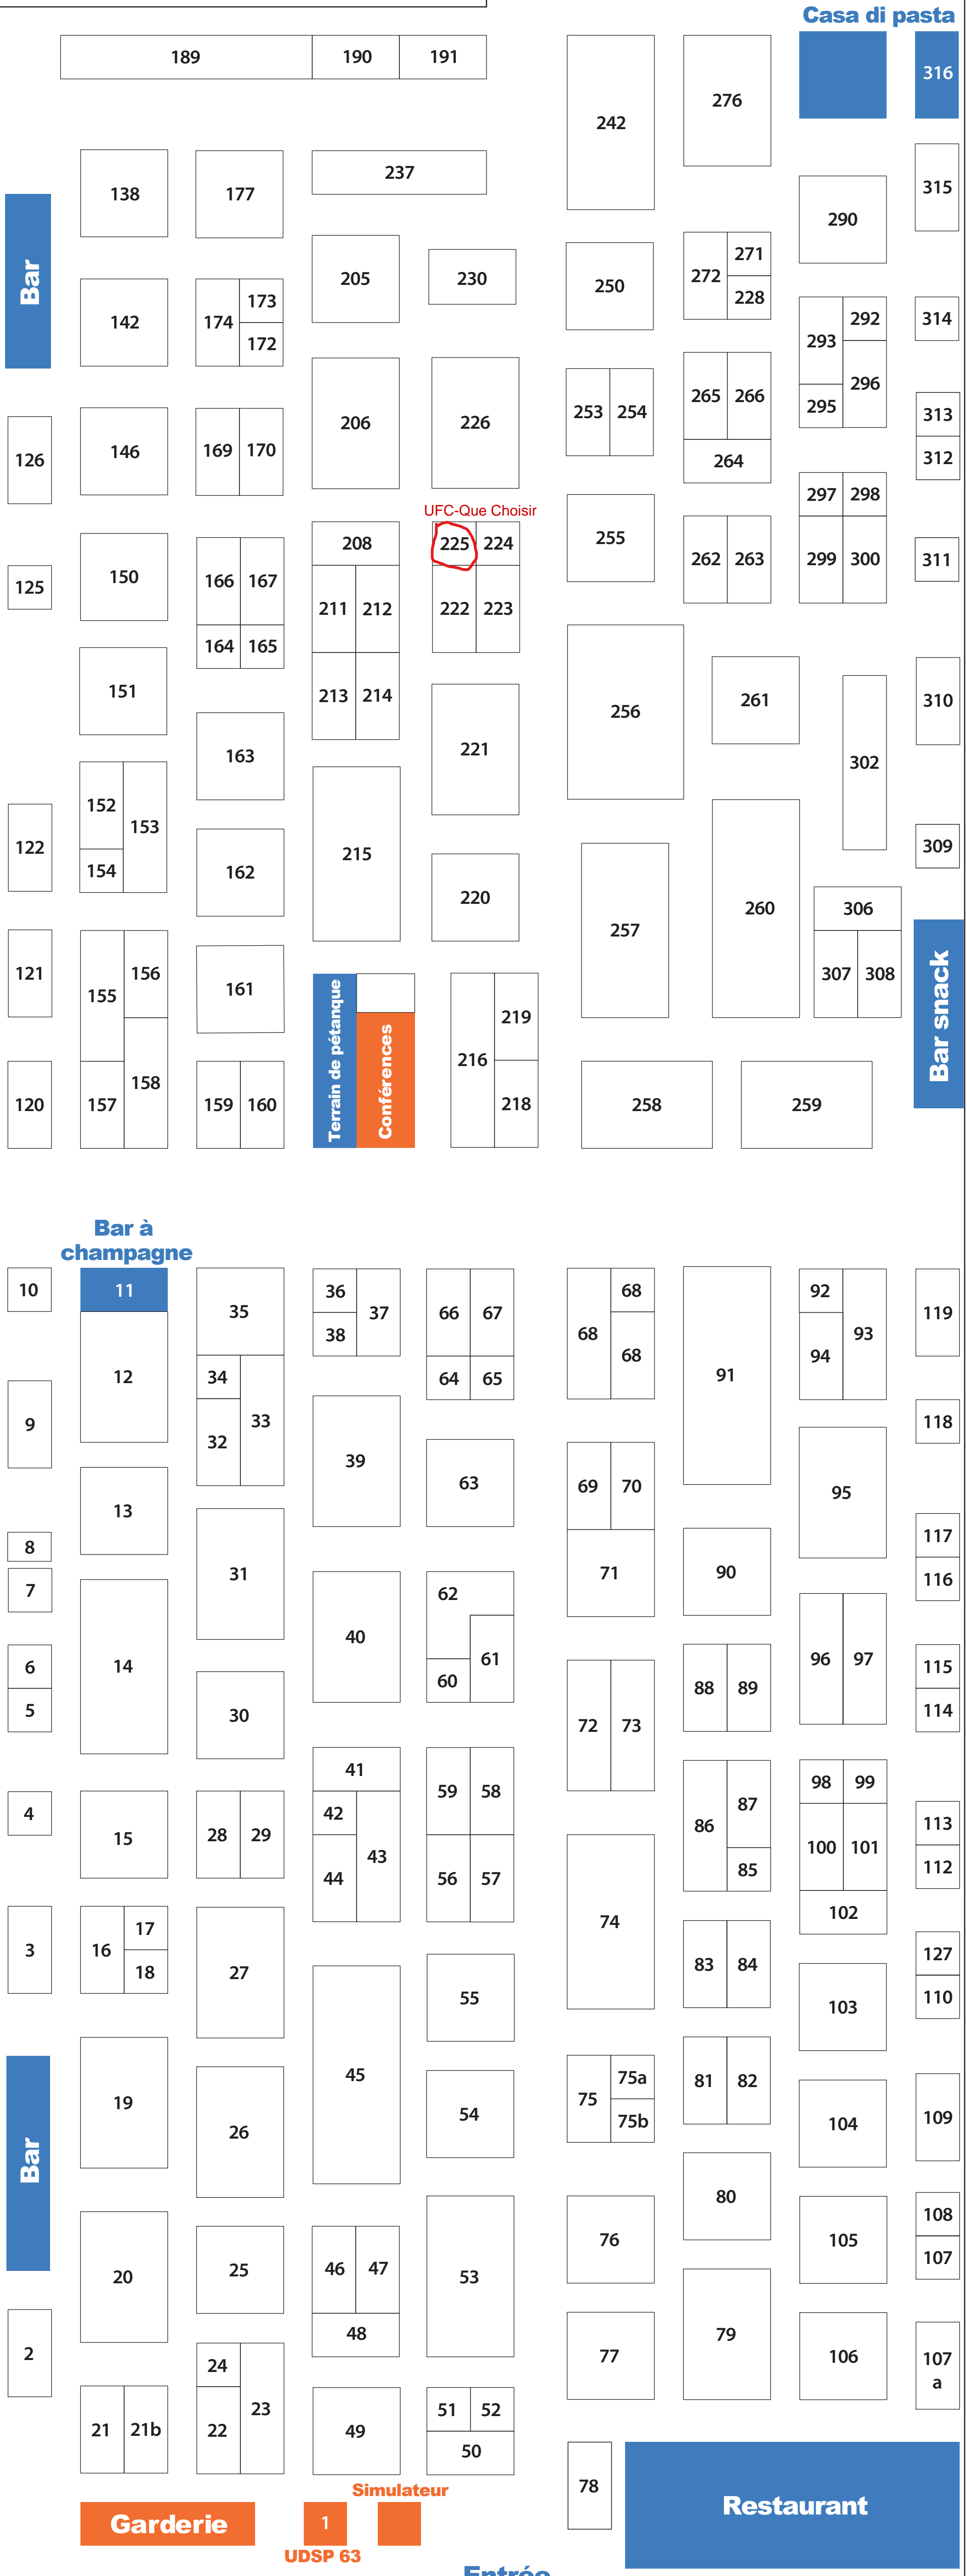 Casa di pasta
189 190 191
242 276 316
237
138 177 315
290
205 230 250 272 271
228
Bar
142 174 173
172
293 292 314
295 296
206 226 253 254 265 266
264
313
312
126 146 169 170
UFC-Que Choisir
297 298
208 225 224 255 262 263 299 300 311
125 150 166 167 211 212 222 223
164 165
151 213 214 256 261 310
163 221 302
152 153
154
122 162 215 220 257 260 309
306
307 308
121 155 156 161 219
Terrain de pétanque
Conférences
216
218
Bar snack
120 157 158 159 160 258 259
Bar à
champagne
10 11 35 36 37 66 67 68 68 92 93 119
38 68 94
12 34 64 65 91
9 32 33 39 118
13 63 69 70 95
8 117
7 31 62 71 90 116
6 14 40 61 96 97 115
5 30 60 72 73 88 89 114
41 59 58 98 99
4 15 28 29 42 43 86 87 100 101 113
44 56 57 85 112
3 16 17 27 74 102
18 83 84 127
55 103 110
19 26 45 54 75 75a 81 82 104 109
75b
Bar
80 108
20 25 46 47 53 76 105 107
48
2 24 77 79 106 107
a
21 21b 22 23 49 51 52
50
78
Simulateur
Garderie 1 Restaurant
UDSP 63
Entrée